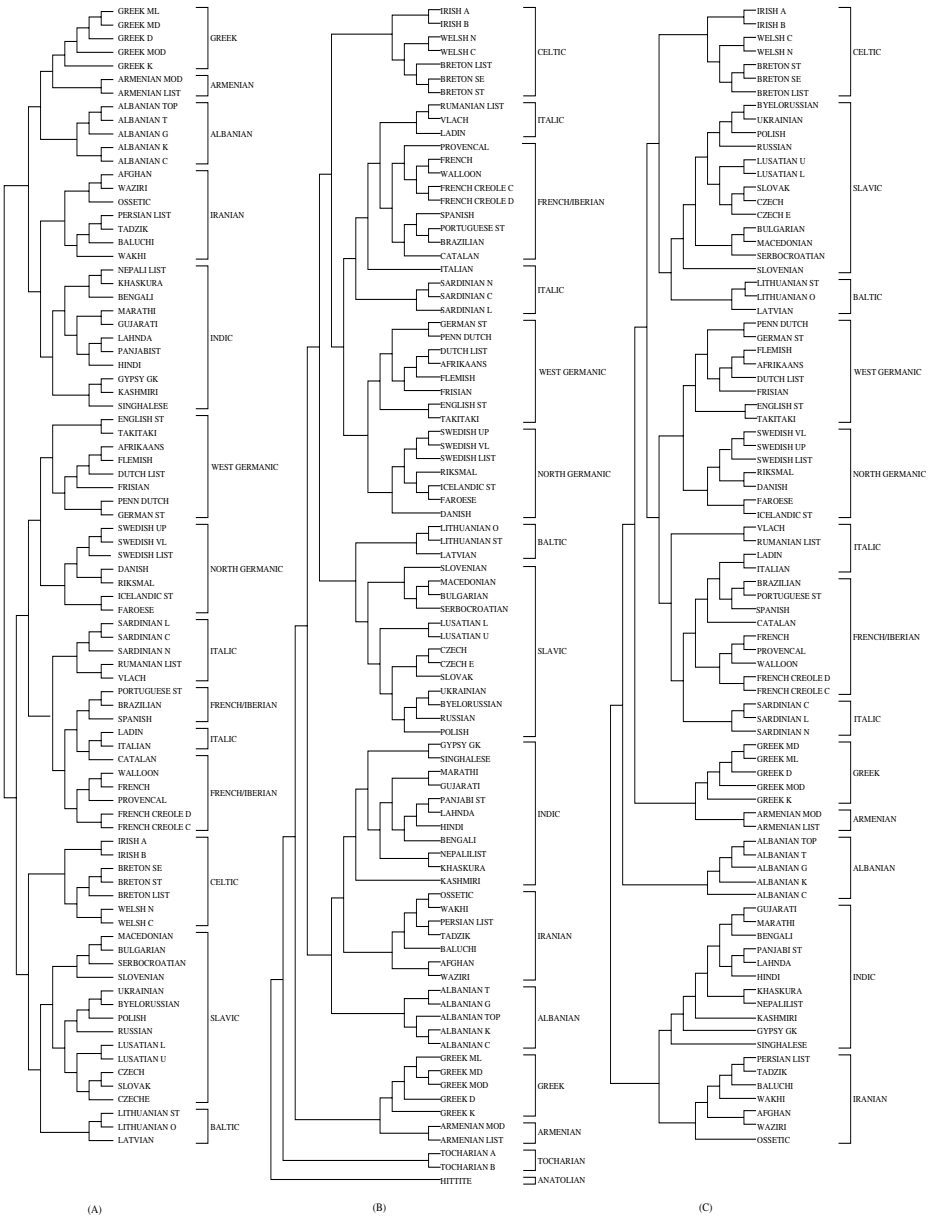 GREEK ML
GREEK MD
GREEK D
GREEK MOD
GREEK K
GREEK
ARMENIAN MOD
ARMENIAN LIST
ARMENIAN
ALBANIAN TOP
ALBANIAN T
ALBANIAN G
ALBANIAN K
ALBANIAN C
ALBANIAN
AFGHAN
WAZIRI
OSSETIC
PERSIAN LIST
TADZIK
BALUCHI
WAKHI
IRANIAN
NEPALI LIST
KHASKURA
BENGALI
MARATHI
GUJARATI
LAHNDA
PANJABIST
HINDI
GYPSY GK
KASHMIRI
SINGHALESE
INDIC
ENGLISH ST
TAKITAKI
AFRIKAANS
FLEMISH
DUTCH LIST
FRISIAN
PENN DUTCH
GERMAN ST
WEST GERMANIC
SWEDISH UP
SWEDISH VL
SWEDISH LIST
DANISH
RIKSMAL
ICELANDIC ST
FAROESE
NORTH GERMANIC
SARDINIAN L
SARDINIAN C
SARDINIAN N
RUMANIAN LIST
VLACH
ITALIC
PORTUGUESE ST
BRAZILIAN
SPANISH
FRENCH/IBERIAN
LADIN
ITALIAN
ITALIC
CATALAN
WALLOON
FRENCH
PROVENCAL
FRENCH CREOLE D
FRENCH CREOLE C
FRENCH/IBERIAN
IRISH A
IRISH B
BRETON SE
BRETON ST
BRETON LIST
WELSH N
WELSH C
CELTIC
MACEDONIAN
BULGARIAN
SERBOCROATIAN
SLOVENIAN
UKRAINIAN
BYELORUSSIAN
POLISH
RUSSIAN
LUSATIAN L
LUSATIAN U
CZECH
SLOVAK
CZECHE
SLAVIC
LITHUANIAN ST
LITHUANIAN O
LATVIAN
BALTIC
(A)
IRISH A
IRISH B
WELSH N
WELSH C
BRETON LIST
BRETON SE
BRETON ST
CELTIC
RUMANIAN LIST
VLACH
LADIN
ITALIC
PROVENCAL
FRENCH
WALLOON
FRENCH CREOLE C
FRENCH CREOLE D
SPANISH
PORTUGUESE ST
BRAZILIAN
CATALAN
FRENCH/IBERIAN
ITALIAN
SARDINIAN N
SARDINIAN C
SARDINIAN L
ITALIC
GERMAN ST
PENN DUTCH
DUTCH LIST
AFRIKAANS
FLEMISH
FRISIAN
ENGLISH ST
TAKITAKI
WEST GERMANIC
SWEDISH UP
SWEDISH VL
SWEDISH LIST
RIKSMAL
ICELANDIC ST
FAROESE
DANISH
NORTH GERMANIC
LITHUANIAN O
LITHUANIAN ST
LATVIAN
BALTIC
SLOVENIAN
MACEDONIAN
BULGARIAN
SERBOCROATIAN
LUSATIAN L
LUSATIAN U
CZECH
CZECH E
SLOVAK
UKRAINIAN
BYELORUSSIAN
RUSSIAN
POLISH
SLAVIC
GYPSY GK
SINGHALESE
MARATHI
GUJARATI
PANJABI ST
LAHNDA
HINDI
BENGALI
NEPALILIST
KHASKURA
KASHMIRI
INDIC
OSSETIC
WAKHI
PERSIAN LIST
TADZIK
BALUCHI
AFGHAN
WAZIRI
IRANIAN
ALBANIAN T
ALBANIAN G
ALBANIAN TOP
ALBANIAN K
ALBANIAN C
ALBANIAN
GREEK ML
GREEK MD
GREEK MOD
GREEK D
GREEK K
GREEK
ARMENIAN MOD
ARMENIAN LIST
ARMENIAN
TOCHARIAN A
TOCHARIAN B
TOCHARIAN
HITTITE
ANATOLIAN
(B)
IRISH A
IRISH B
WELSH C
WELSH N
BRETON ST
BRETON SE
BRETON LIST
CELTIC
BYELORUSSIAN
UKRAINIAN
POLISH
RUSSIAN
LUSATIAN U
LUSATIAN L
SLOVAK
CZECH
CZECH E
BULGARIAN
MACEDONIAN
SERBOCROATIAN
SLOVENIAN
SLAVIC
LITHUANIAN ST
LITHUANIAN O
LATVIAN
BALTIC
PENN DUTCH
GERMAN ST
FLEMISH
AFRIKAANS
DUTCH LIST
FRISIAN
ENGLISH ST
TAKITAKI
WEST GERMANIC
SWEDISH VL
SWEDISH UP
SWEDISH LIST
RIKSMAL
DANISH
FAROESE
ICELANDIC ST
NORTH GERMANIC
VLACH
RUMANIAN LIST
LADIN
ITALIAN
ITALIC
BRAZILIAN
PORTUGUESE ST
SPANISH
CATALAN
FRENCH
PROVENCAL
WALLOON
FRENCH CREOLE D
FRENCH CREOLE C
FRENCH/IBERIAN
SARDINIAN C
SARDINIAN L
SARDINIAN N
ITALIC
GREEK MD
GREEK ML
GREEK D
GREEK MOD
GREEK K
GREEK
ARMENIAN MOD
ARMENIAN LIST
ARMENIAN
ALBANIAN TOP
ALBANIAN T
ALBANIAN G
ALBANIAN K
ALBANIAN C
ALBANIAN
GUJARATI
MARATHI
BENGALI
PANJABI ST
LAHNDA
HINDI
KHASKURA
NEPALILIST
KASHMIRI
GYPSY GK
SINGHALESE
INDIC
PERSIAN LIST
TADZIK
BALUCHI
WAKHI
AFGHAN
WAZIRI
OSSETIC
IRANIAN
(C)